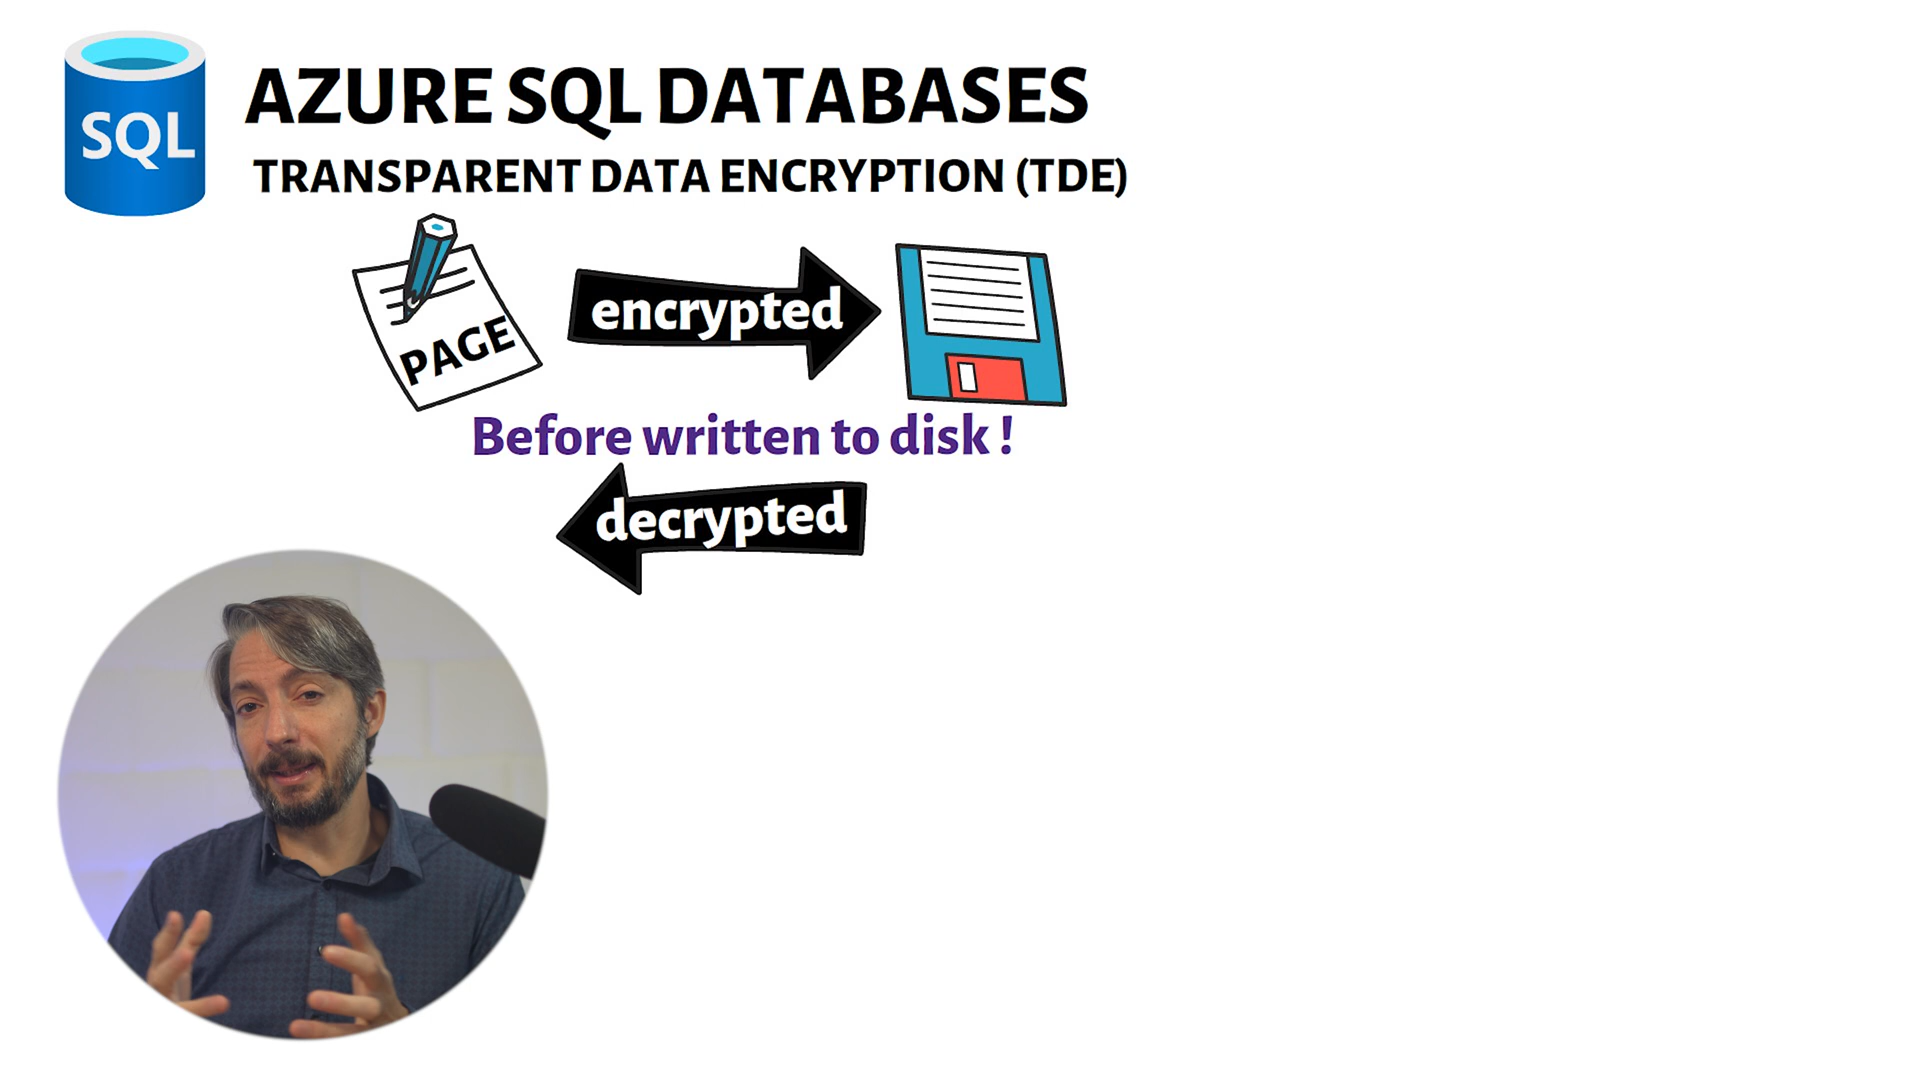 SQL
AZURE SQL DATABASES
TRANSPARENT DATA ENCRYPTION (TDE)
PAGE
encrypted
Before written to disk !
decrypted